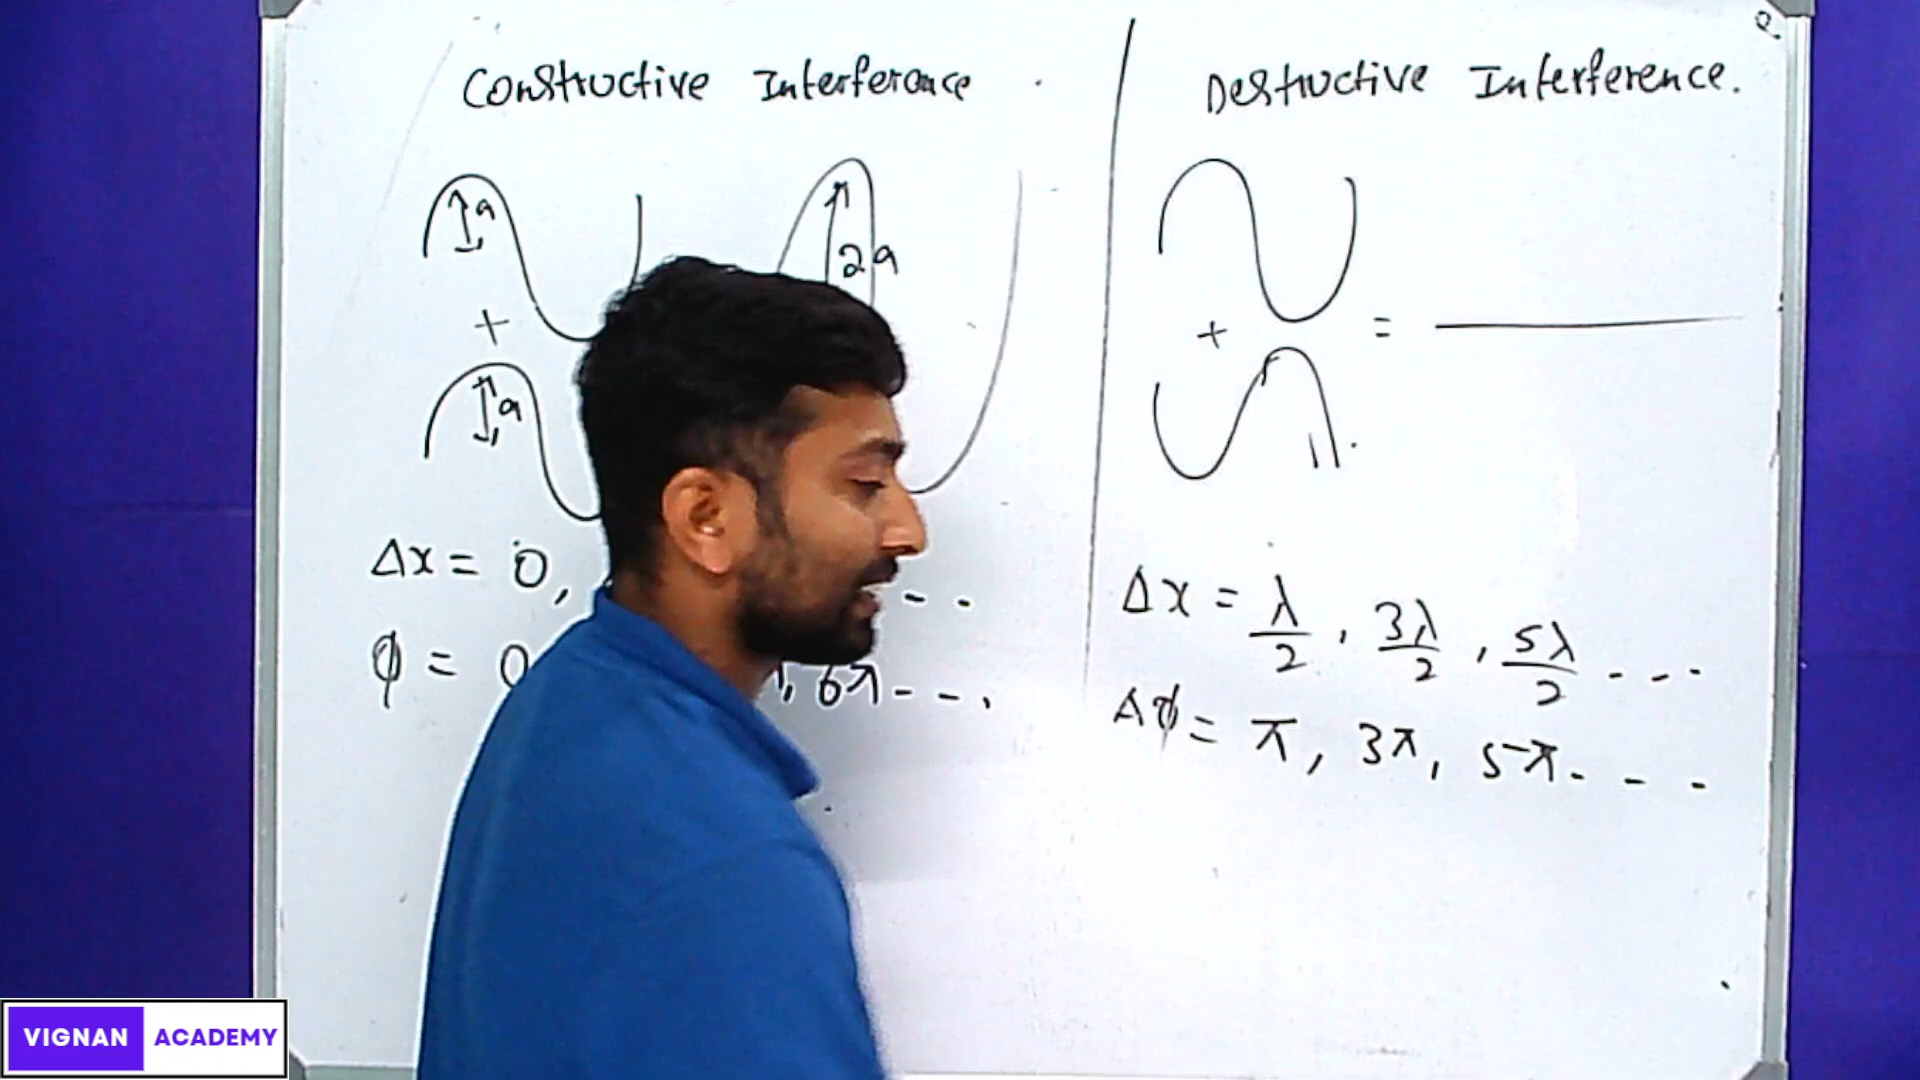 Constructive Interference
a
2a
+
a
Δx = 0, - -
φ = 0 , 6π - - .
Destructive Interference.
+ =
Δx = λ/2 , 3λ/2 , 5λ/2 - - -
Δφ = π, 3π, 5π - - -
VIGNAN ACADEMY